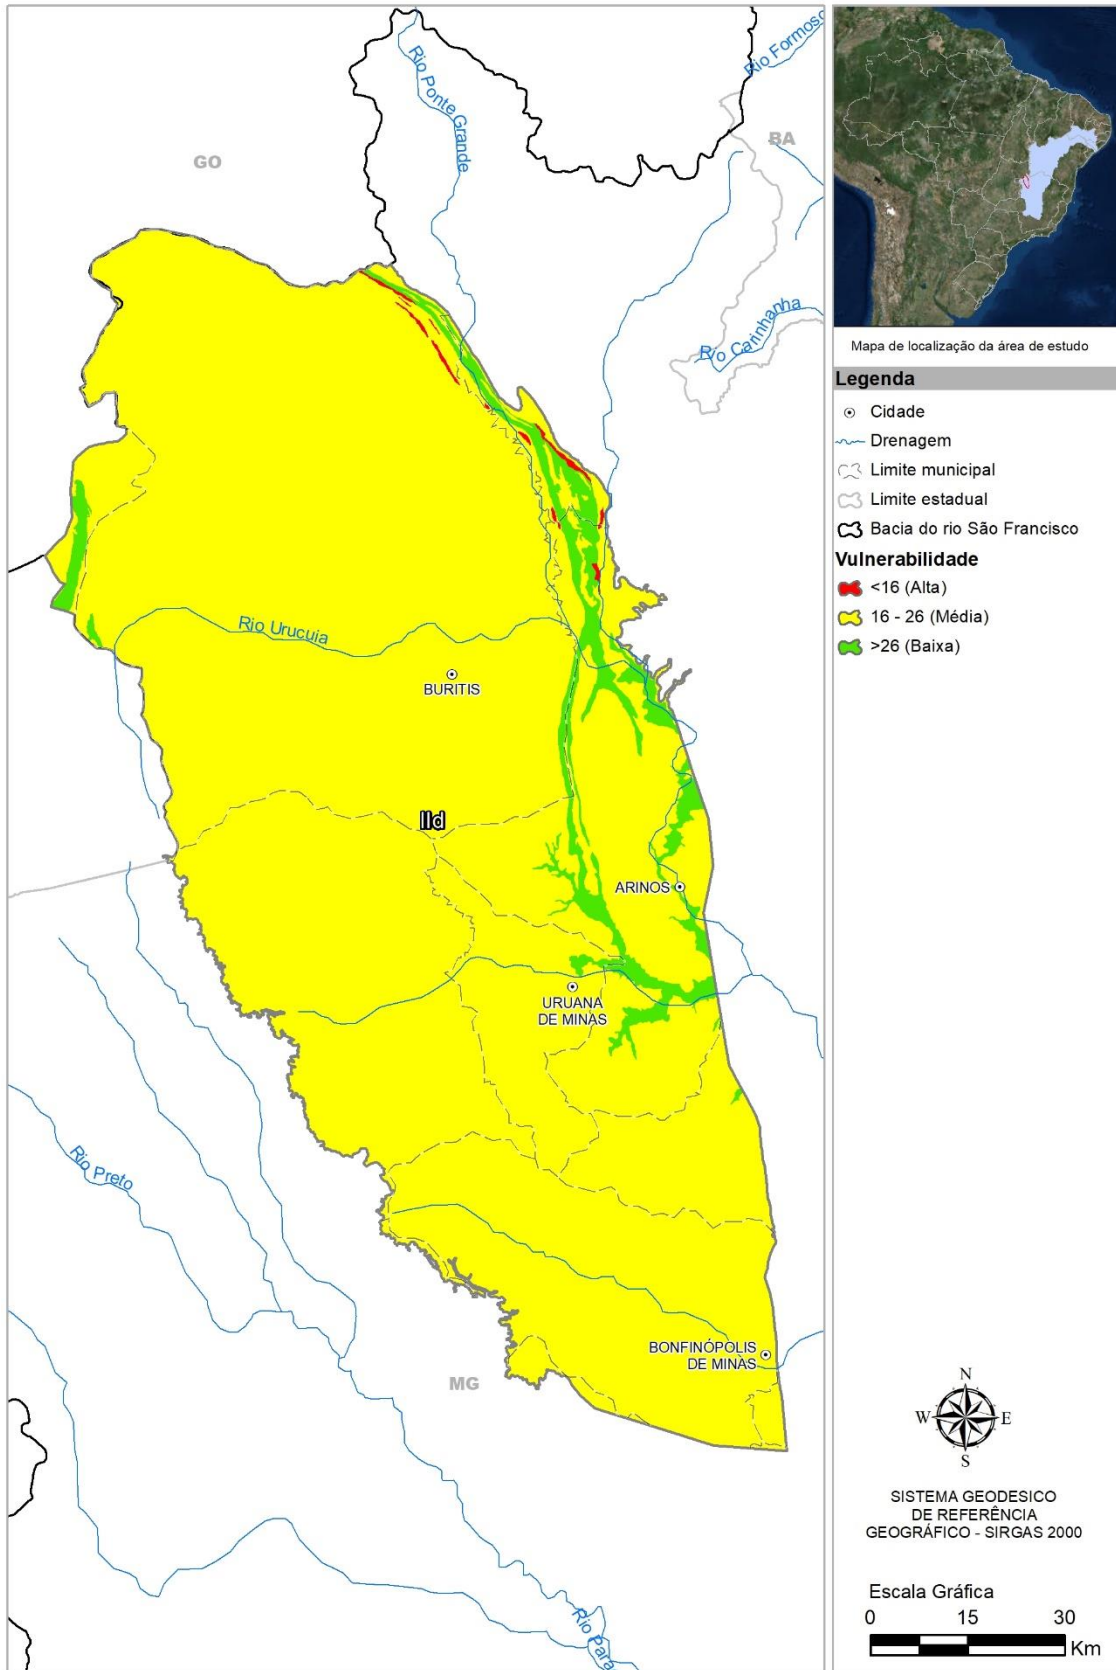 Rio Ponte Grande
Rio Formoso
GO
BA
Rio Carinhanha
Rio Urucuia
BURITIS
IId
ARINOS
URUANA
DE MINAS
Rio Preto
BONFINÓPOLIS
DE MINAS
MG
Rio Para
Mapa de localização da área de estudo
Legenda
Cidade
Drenagem
Limite municipal
Limite estadual
Bacia do rio São Francisco
Vulnerabilidade
<16 (Alta)
16 - 26 (Média)
>26 (Baixa)
N
W E
S
SISTEMA GEODESICO
DE REFERÊNCIA
GEOGRÁFICO - SIRGAS 2000
Escala Gráfica
0 15 30
Km